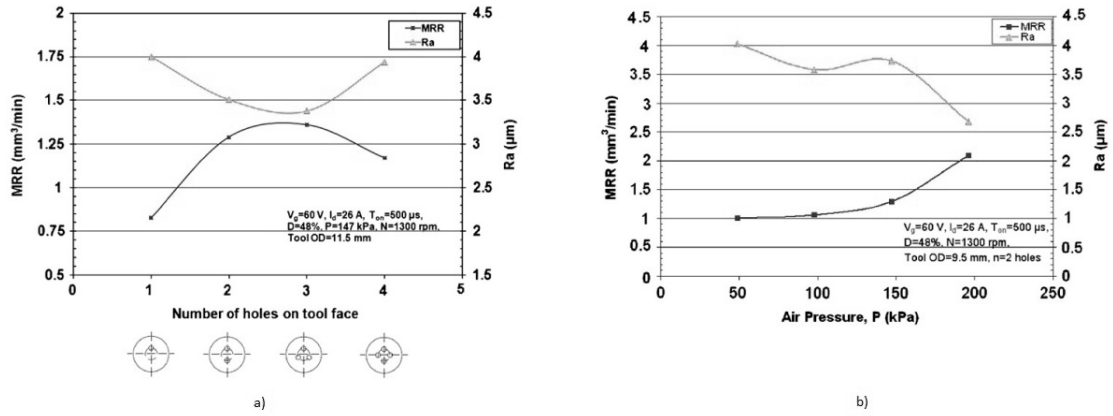 2
1.75
1.5
1.25
1
0.75
0.5
MRR (mm³/min)
4.5
4
3.5
3
2.5
2
1.5
Ra (µm)
MRR
Ra
V_g=60 V, I_d=26 A, T_on=500 µs,
D=48%, P=147 kPa, N=1300 rpm,
Tool OD=11.5 mm
0 1 2 3 4 5
Number of holes on tool face
a)
4.5
4
3.5
3
2.5
2
1.5
1
0.5
0
MRR (mm³/min)
4.5
4
3.5
3
2.5
2
1.5
1
0.5
0
Ra (µm)
MRR
Ra
V_g=60 V, I_d=26 A, T_on=500 µs,
D=48%, N=1300 rpm,
Tool OD=9.5 mm, n=2 holes
0 50 100 150 200 250
Air Pressure, P (kPa)
b)